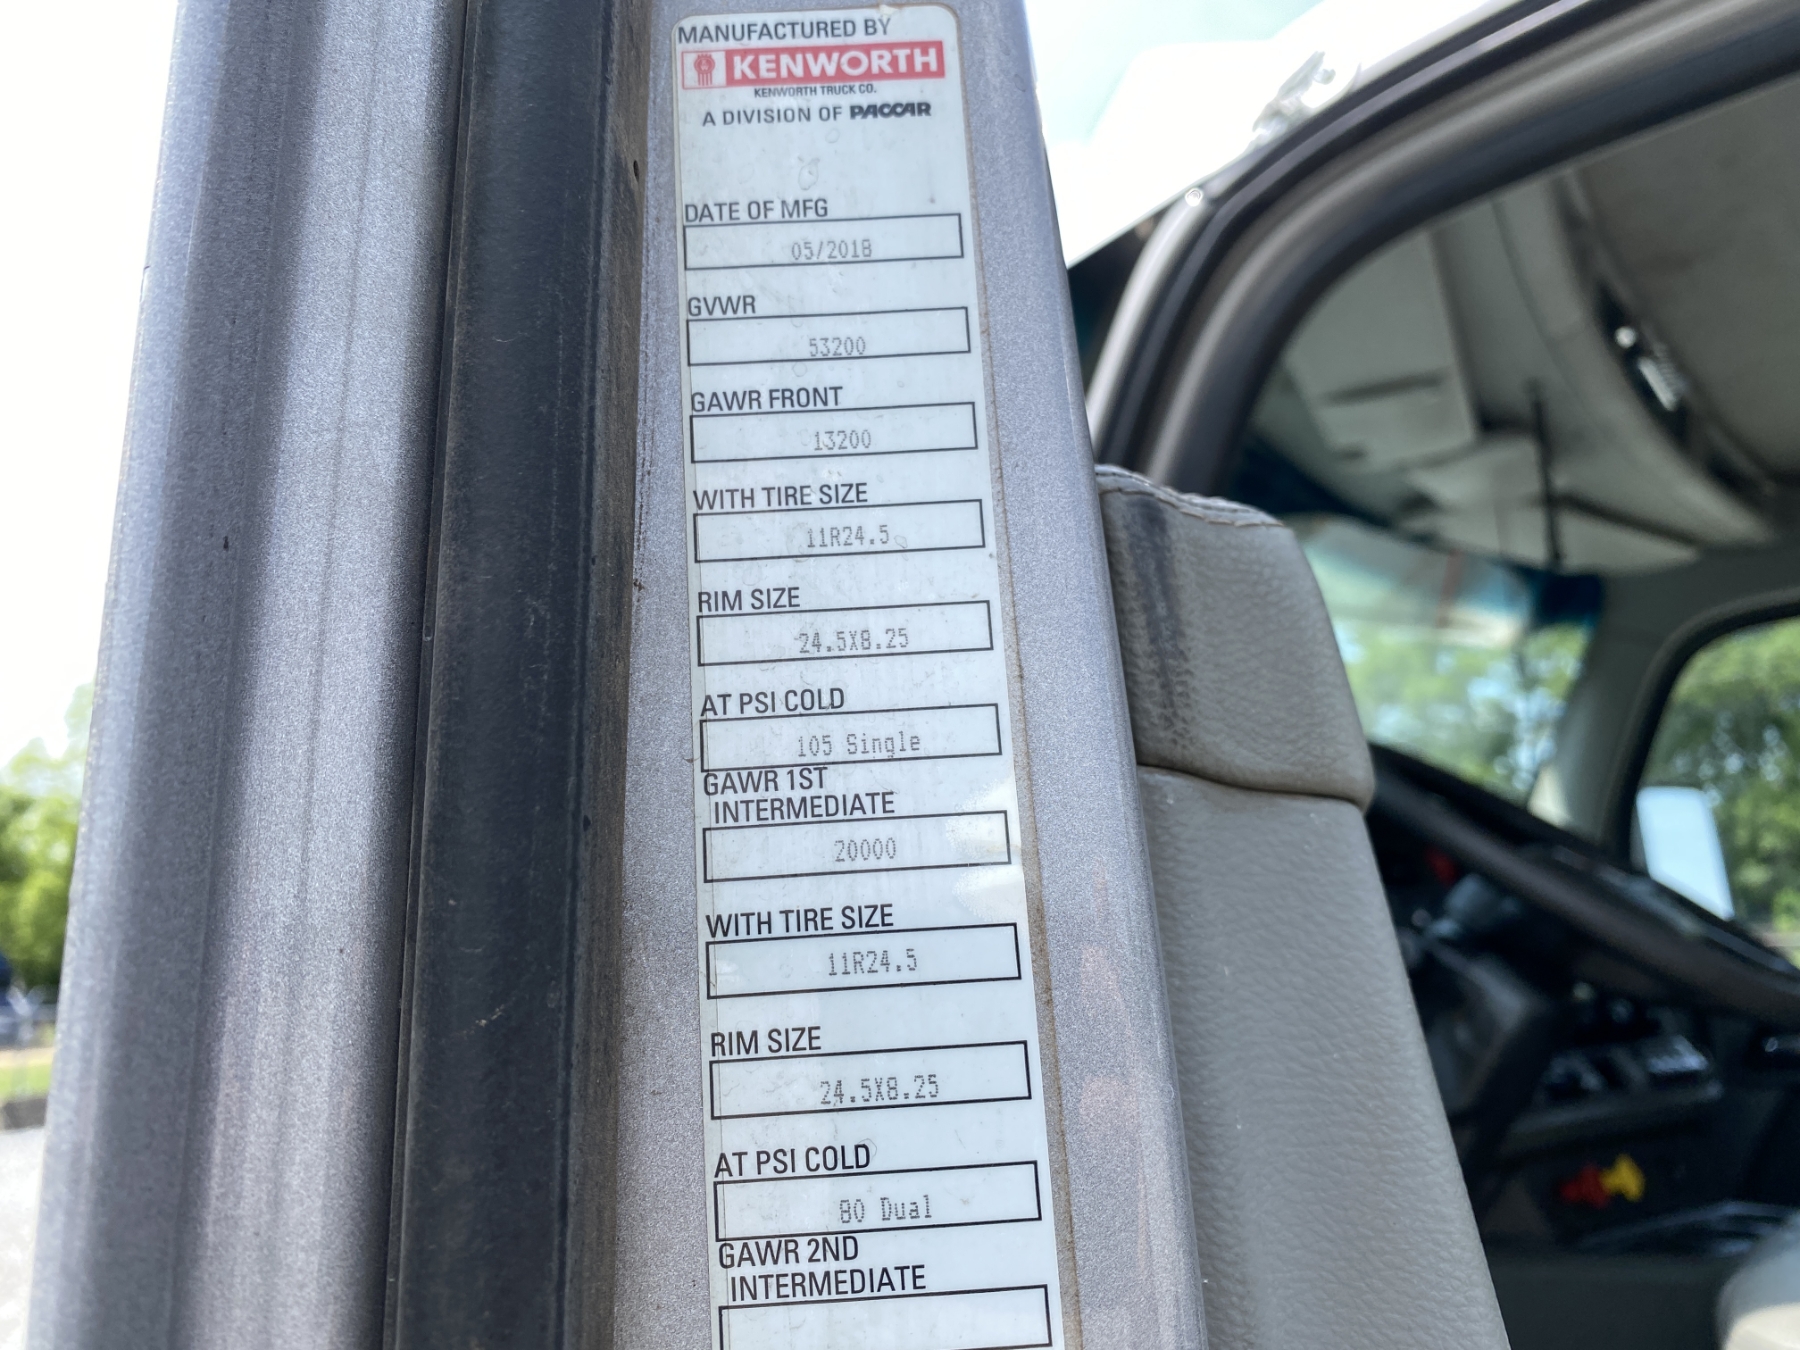 MANUFACTURED BY
KENWORTH
KENWORTH TRUCK CO.
A DIVISION OF PACCAR
DATE OF MFG
05/2018
GVWR
53200
GAWR FRONT
13200
WITH TIRE SIZE
11R24.5
RIM SIZE
24.5X8.25
AT PSI COLD
105 Single
GAWR 1ST
INTERMEDIATE
20000
WITH TIRE SIZE
11R24.5
RIM SIZE
24.5X8.25
AT PSI COLD
80 Dual
GAWR 2ND
INTERMEDIATE